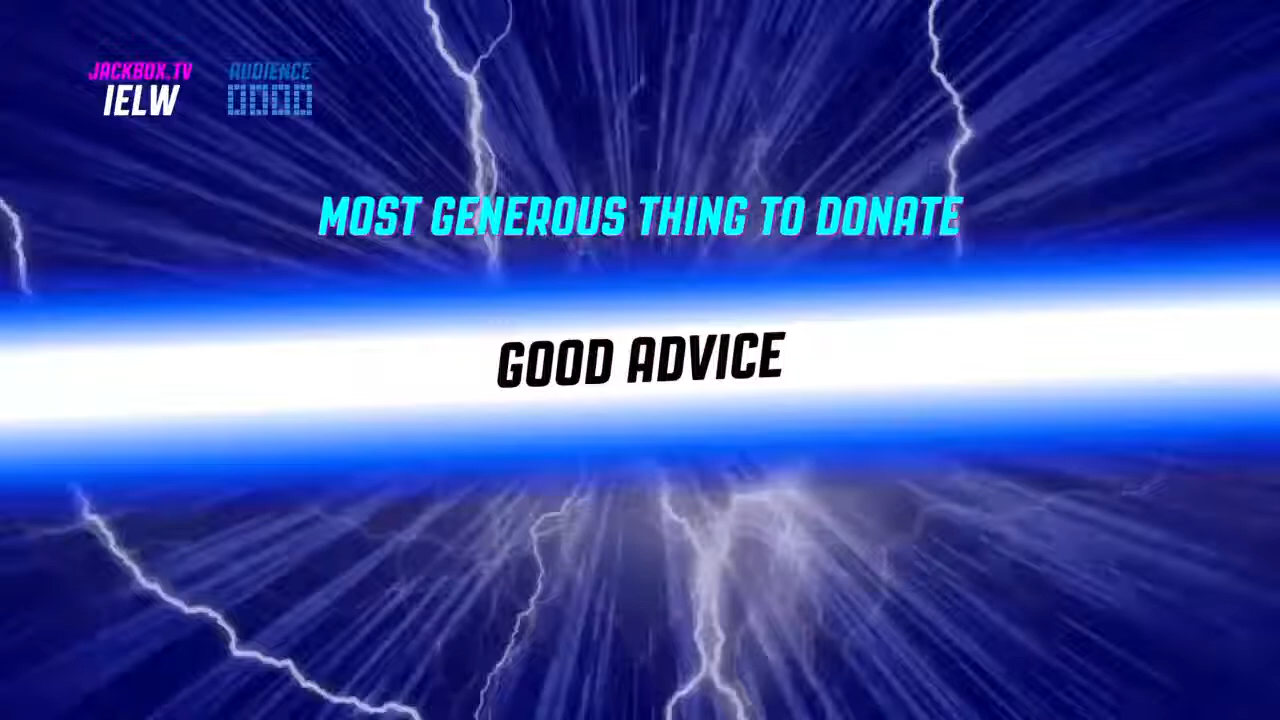 JACKBOX.TV
IELW
AUDIENCE
MOST GENEROUS THING TO DONATE
GOOD ADVICE